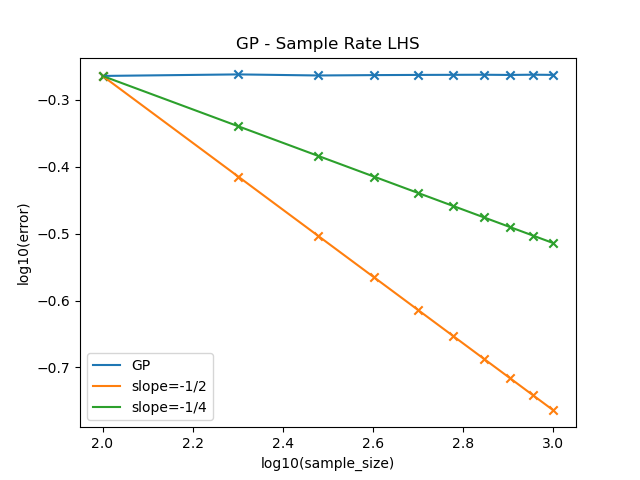 GP - Sample Rate LHS
log10(error)
−0.3
−0.4
−0.5
−0.6
−0.7
GP
slope=-1/2
slope=-1/4
2.0 2.2 2.4 2.6 2.8 3.0
log10(sample_size)